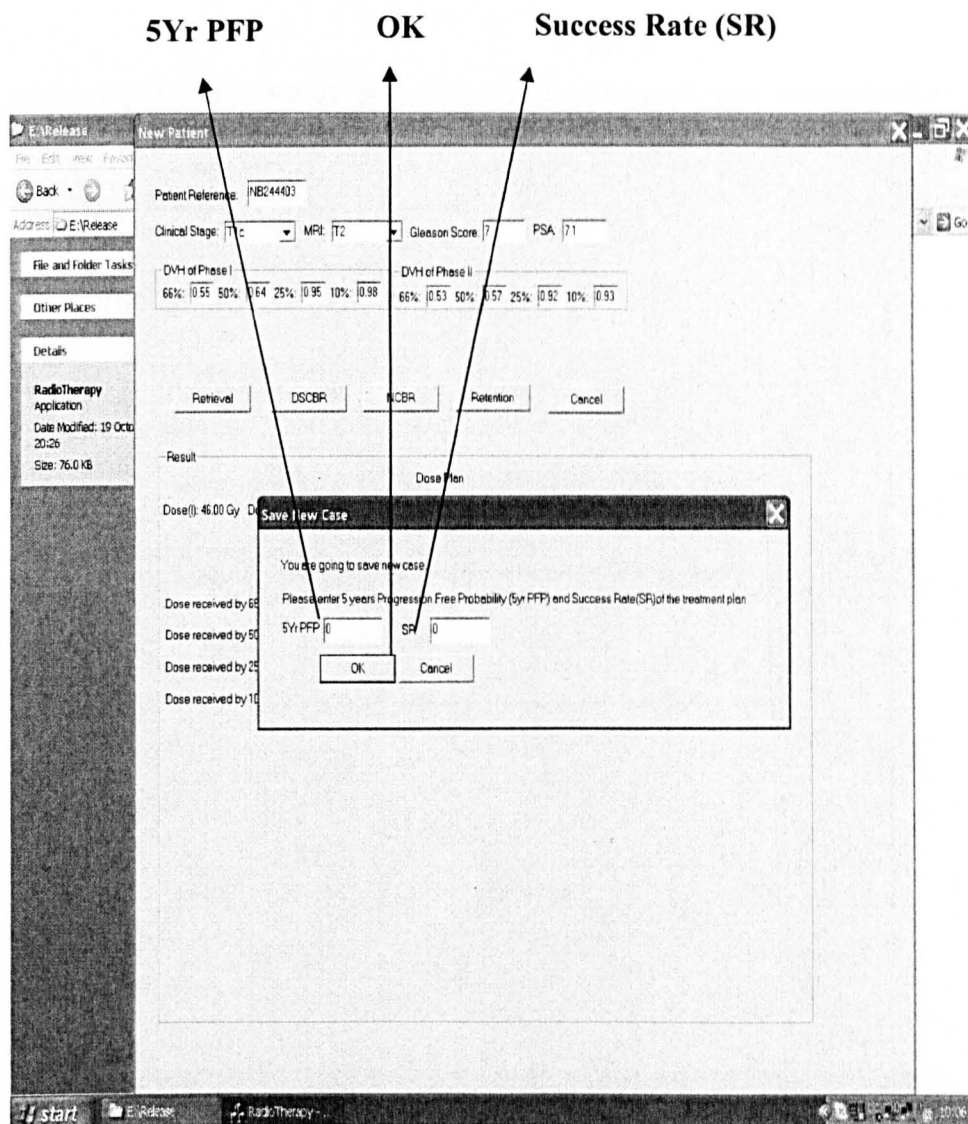 5Yr PFP OK Success Rate (SR)
E:\Release New Patient
File Edit View Favor
Back
Patient Reference: NB244403
Address E:\Release Go
Clinical Stage: T1c MRI: T2 Gleason Score: 7 PSA: 7.1
File and Folder Tasks
DVH of Phase I DVH of Phase II
66%: 0.55 50%: 0.64 25%: 0.95 10%: 0.98 66%: 0.53 50%: 0.57 25%: 0.92 10%: 0.93
Other Places
Details
RadioTherapy
Application
Date Modified: 19 Octo
20:26
Size: 76.0 KB
Retrieval DSCBR NCBR Retention Cancel
Result
Dose Plan
Dose(I): 46.00 Gy D
Save New Case
You are going to save new case.
Please enter 5 years Progression Free Probability (5yr PFP) and Success Rate(SR)of the treatment plan
Dose received by 66
5Yr PFP 0 SR 0
Dose received by 50
OK Cancel
Dose received by 25
Dose received by 10
start E:\Release RadioTherapy - ... 10:06